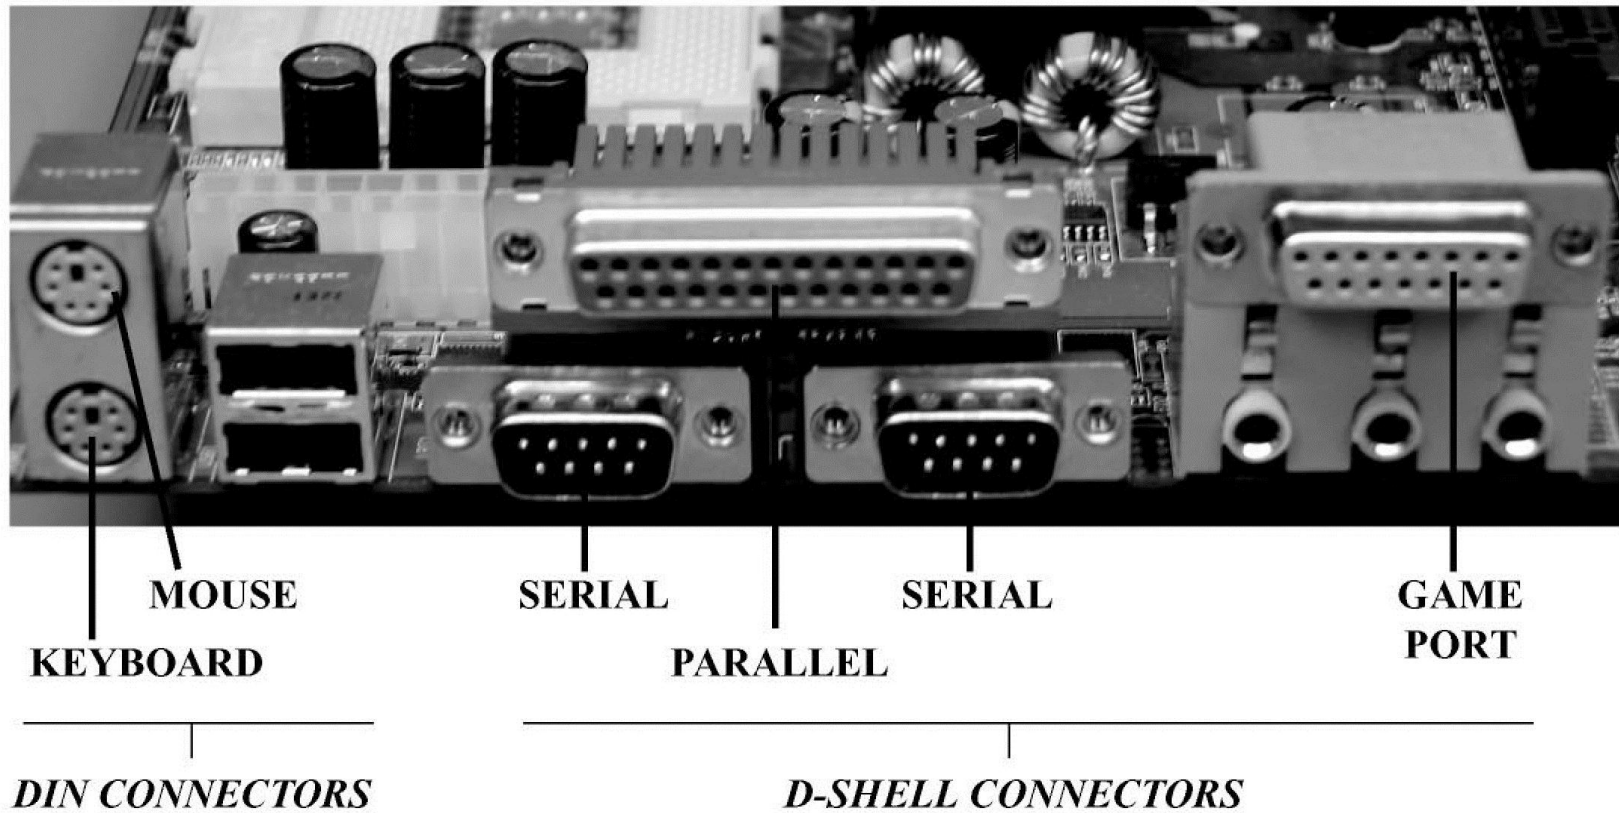 MOUSE
SERIAL
SERIAL
GAME
PORT
KEYBOARD
PARALLEL
DIN CONNECTORS
D-SHELL CONNECTORS